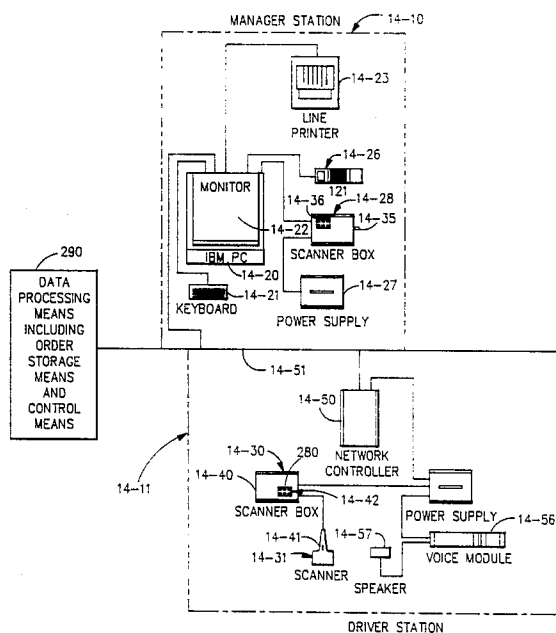 MANAGER STATION
14-10
14-23
LINE
PRINTER
14-26
121
MONITOR
14-36
14-28
14-35
14-22
SCANNER BOX
IBM PC
14-20
14-27
14-21
KEYBOARD
POWER SUPPLY
290
DATA
PROCESSING
MEANS
INCLUDING
ORDER
STORAGE
MEANS
AND
CONTROL
MEANS
14-51
14-50
NETWORK
CONTROLLER
14-11
14-30
280
14-40
14-42
SCANNER BOX
POWER SUPPLY
14-56
14-57
VOICE MODULE
14-41
14-31
SCANNER
SPEAKER
DRIVER STATION